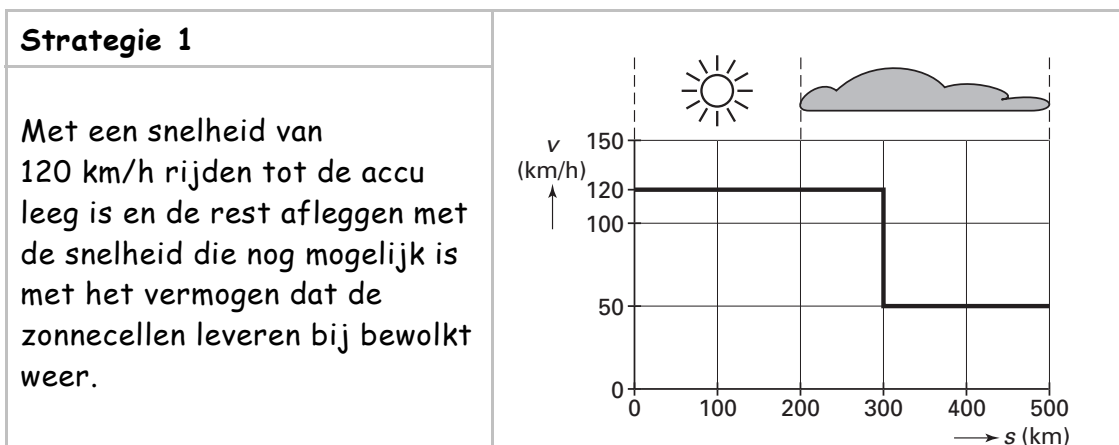 Strategie 1
Met een snelheid van
120 km/h rijden tot de accu
leeg is en de rest afleggen met
de snelheid die nog mogelijk is
met het vermogen dat de
zonnecellen leveren bij bewolkt
weer.
v
(km/h)
150
120
100
50
0
0 100 200 300 400 500
s (km)